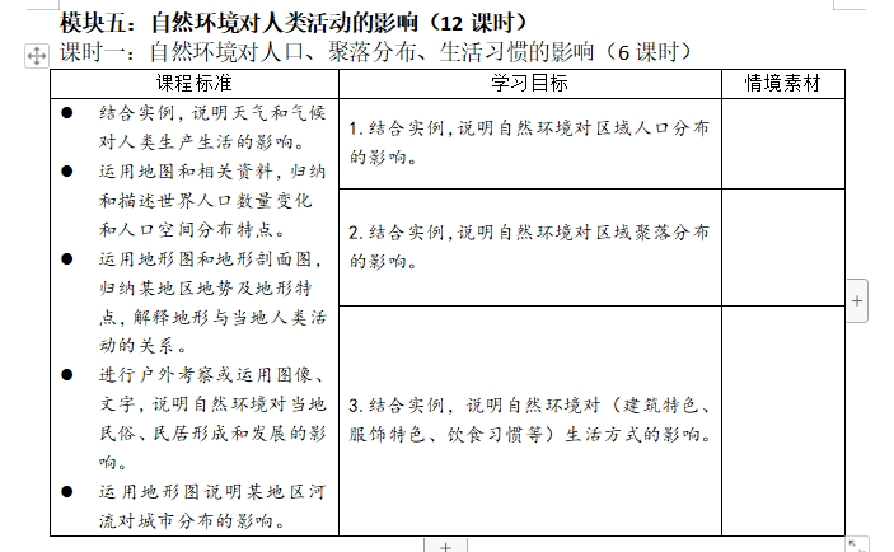 模块五：自然环境对人类活动的影响（12 课时）
课时一：自然环境对人口、聚落分布、生活习惯的影响（6 课时）
课程标准
学习目标
情境素材
● 结合实例，说明天气和气候
对人类生产生活的影响。
● 运用地图和相关资料，归纳
和描述世界人口数量变化
和人口空间分布特点。
● 运用地形图和地形剖面图，
归纳某地区地势及地形特
点，解释地形与当地人类活
动的关系。
● 进行户外考察或运用图像、
文字，说明自然环境对当地
民俗、民居形成和发展的影
响。
● 运用地形图说明某地区河
流对城市分布的影响。
1.结合实例，说明自然环境对区域人口分布
的影响。
2.结合实例，说明自然环境对区域聚落分布
的影响。
3.结合实例，说明自然环境对（建筑特色、
服饰特色、饮食习惯等）生活方式的影响。